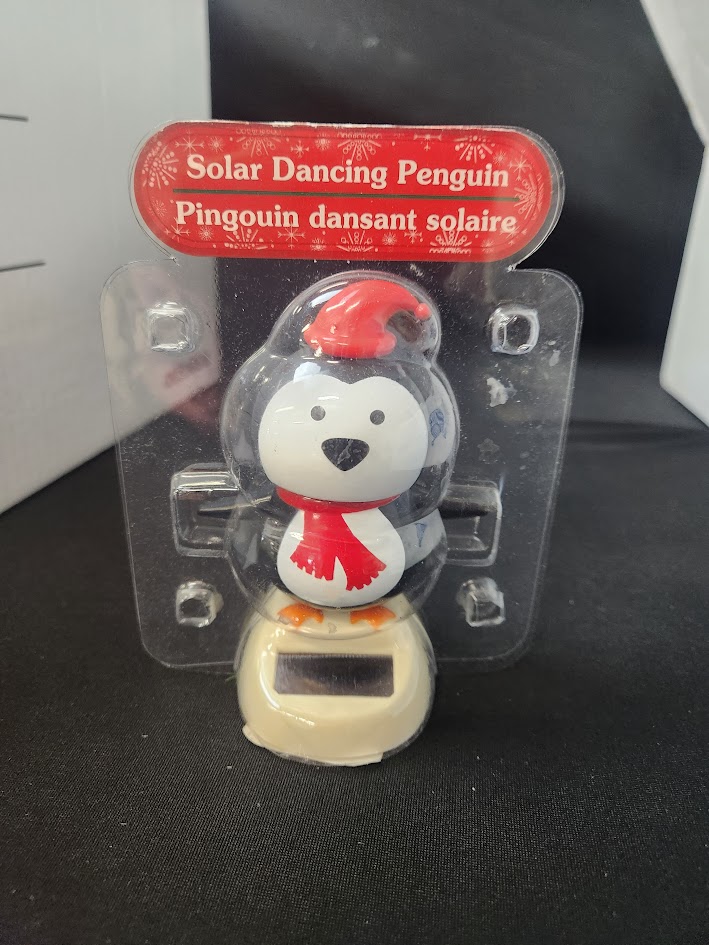 Solar Dancing Penguin
Pingouin dansant solaire